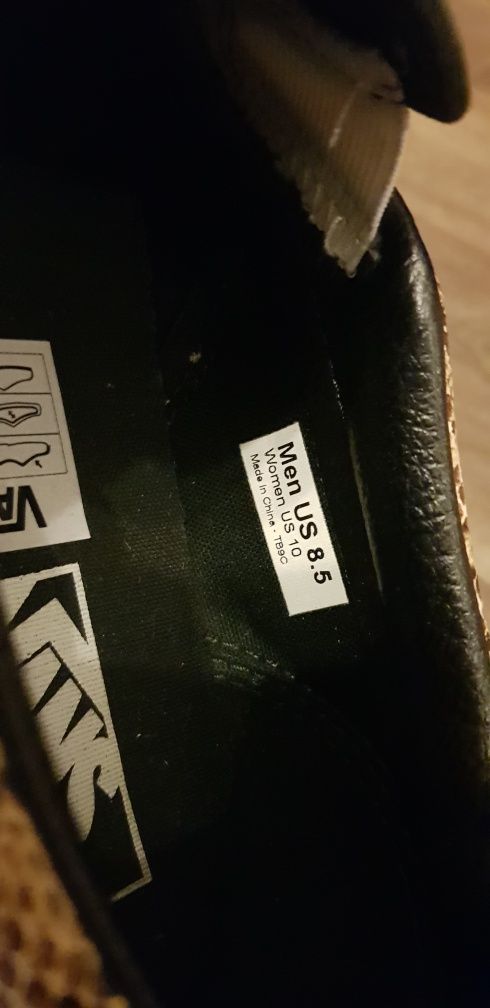 Men US 8.5
Women US 10
Made in China - TB9C
VANS